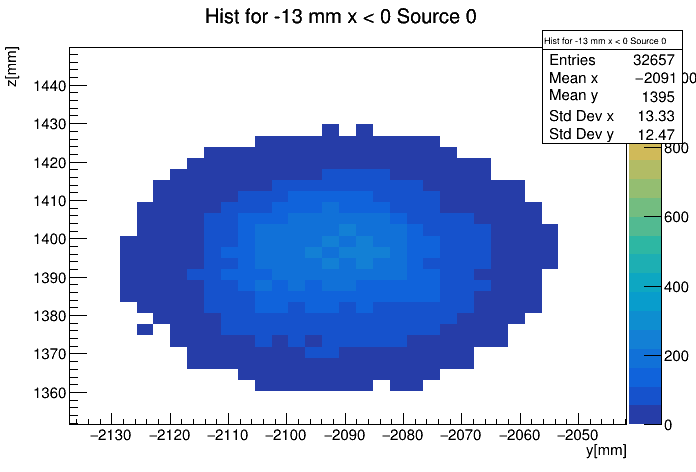 Hist for -13 mm x < 0 Source 0
z[mm]
Hist for -13 mm x < 0 Source 0
Entries 32657
Mean x −2091
Mean y 1395
Std Dev x 13.33
Std Dev y 12.47
1440
1430
1420
1410
1400
1390
1380
1370
1360
00
800
600
400
200
0
−2130 −2120 −2110 −2100 −2090 −2080 −2070 −2060 −2050
y[mm]